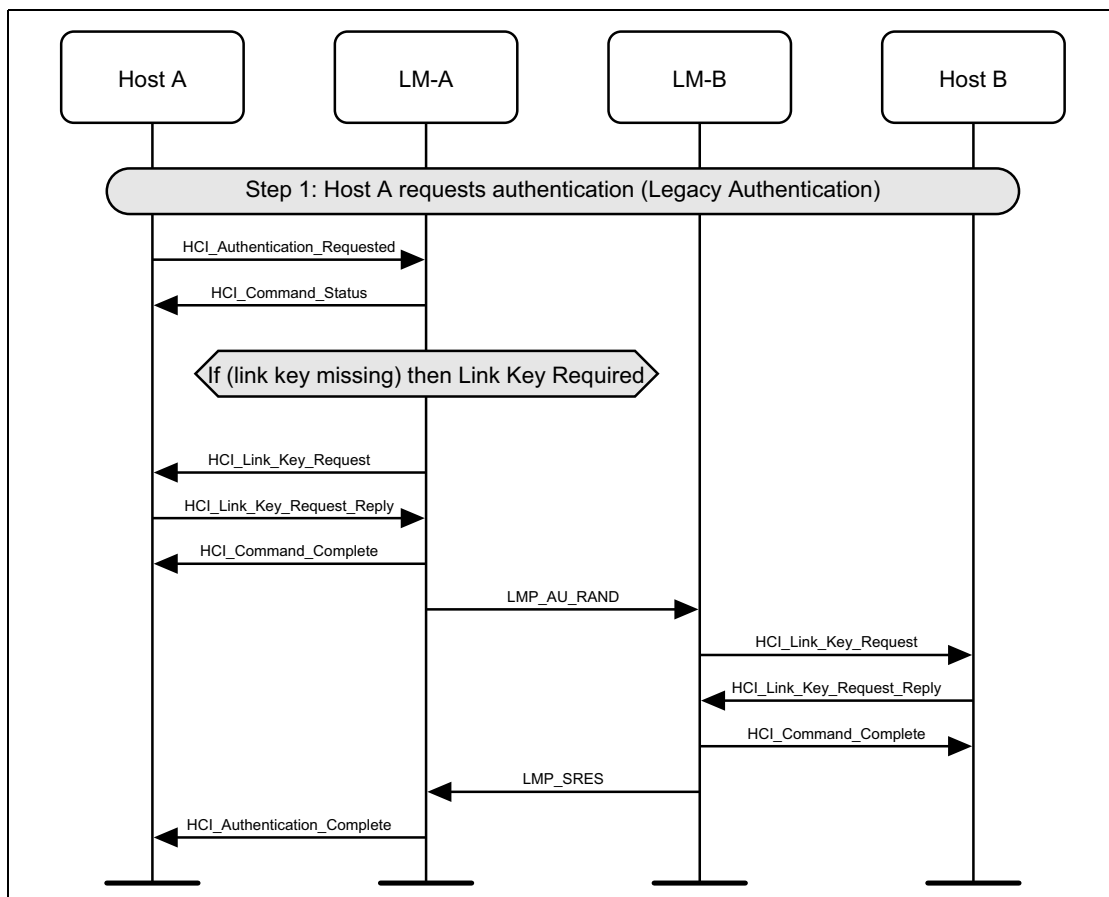 Host A
LM-A
LM-B
Host B
Step 1: Host A requests authentication (Legacy Authentication)
HCI_Authentication_Requested
HCI_Command_Status
If (link key missing) then Link Key Required
HCI_Link_Key_Request
HCI_Link_Key_Request_Reply
HCI_Command_Complete
LMP_AU_RAND
HCI_Link_Key_Request
HCI_Link_Key_Request_Reply
HCI_Command_Complete
LMP_SRES
HCI_Authentication_Complete